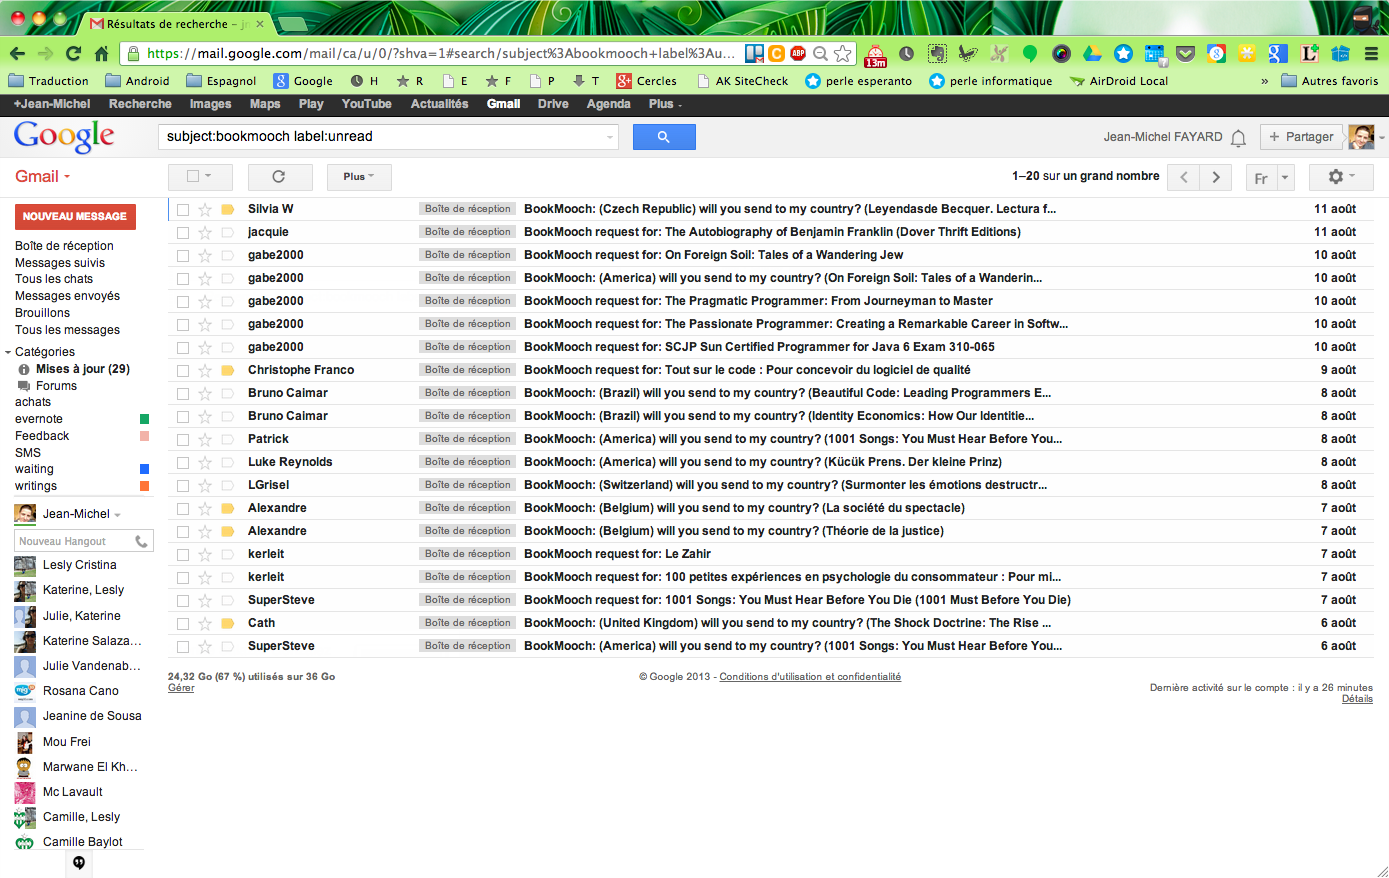 Résultats de recherche – j
https://mail.google.com/mail/ca/u/0/?shva=1#search/subject%3Abookmooch+label%3Au...
13m
Traduction Android Espagnol Google H R E F P T Cercles AK SiteCheck perle esperanto perle informatique AirDroid Local » Autres favoris
+Jean-Michel Recherche Images Maps Play YouTube Actualités Gmail Drive Agenda Plus
Google subject:bookmooch label:unread Jean-Michel FAYARD + Partager
Gmail Plus 1–20 sur un grand nombre Fr
NOUVEAU MESSAGE
Boîte de réception
Messages suivis
Tous les chats
Messages envoyés
Brouillons
Tous les messages
Catégories
Mises à jour (29)
Forums
achats
evernote
Feedback
SMS
waiting
writings
Jean-Michel
Nouveau Hangout
Lesly Cristina
Katerine, Lesly
Julie, Katerine
Katerine Salaza...
Julie Vandenab...
Rosana Cano
Jeanine de Sousa
Mou Frei
Marwane El Kh...
Mc Lavault
Camille, Lesly
Camille Baylot
Silvia W Boîte de réception BookMooch: (Czech Republic) will you send to my country? (Leyendasde Becquer. Lectura f... 11 août
jacquie Boîte de réception BookMooch request for: The Autobiography of Benjamin Franklin (Dover Thrift Editions) 11 août
gabe2000 Boîte de réception BookMooch request for: On Foreign Soil: Tales of a Wandering Jew 10 août
gabe2000 Boîte de réception BookMooch: (America) will you send to my country? (On Foreign Soil: Tales of a Wanderin... 10 août
gabe2000 Boîte de réception BookMooch request for: The Pragmatic Programmer: From Journeyman to Master 10 août
gabe2000 Boîte de réception BookMooch request for: The Passionate Programmer: Creating a Remarkable Career in Softw... 10 août
gabe2000 Boîte de réception BookMooch request for: SCJP Sun Certified Programmer for Java 6 Exam 310-065 10 août
Christophe Franco Boîte de réception BookMooch request for: Tout sur le code : Pour concevoir du logiciel de qualité 9 août
Bruno Caimar Boîte de réception BookMooch: (Brazil) will you send to my country? (Beautiful Code: Leading Programmers E... 8 août
Bruno Caimar Boîte de réception BookMooch: (Brazil) will you send to my country? (Identity Economics: How Our Identitie... 8 août
Patrick Boîte de réception BookMooch: (America) will you send to my country? (1001 Songs: You Must Hear Before You... 8 août
Luke Reynolds Boîte de réception BookMooch: (America) will you send to my country? (Kücük Prens. Der kleine Prinz) 8 août
LGrisel Boîte de réception BookMooch: (Switzerland) will you send to my country? (Surmonter les émotions destructr... 8 août
Alexandre Boîte de réception BookMooch: (Belgium) will you send to my country? (La société du spectacle) 7 août
Alexandre Boîte de réception BookMooch: (Belgium) will you send to my country? (Théorie de la justice) 7 août
kerleit Boîte de réception BookMooch request for: Le Zahir 7 août
kerleit Boîte de réception BookMooch request for: 100 petites expériences en psychologie du consommateur : Pour mi... 7 août
SuperSteve Boîte de réception BookMooch request for: 1001 Songs: You Must Hear Before You Die (1001 Must Before You Die) 7 août
Cath Boîte de réception BookMooch: (United Kingdom) will you send to my country? (The Shock Doctrine: The Rise ... 6 août
SuperSteve Boîte de réception BookMooch: (America) will you send to my country? (1001 Songs: You Must Hear Before You... 6 août
24,32 Go (67 %) utilisés sur 36 Go
Gérer
© Google 2013 - Conditions d'utilisation et confidentialité
Dernière activité sur le compte : il y a 26 minutes
Détails